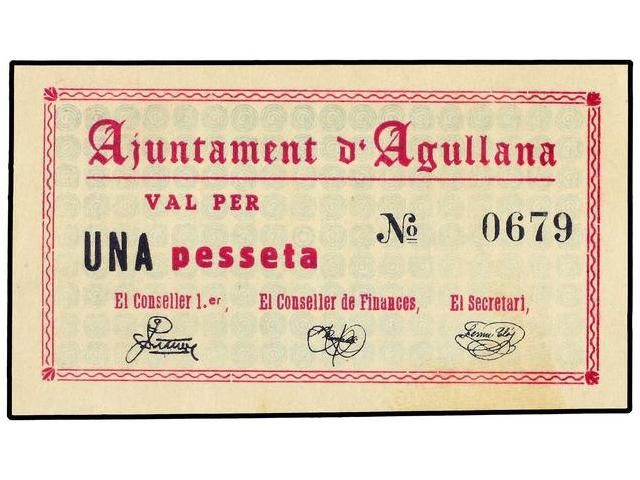 Ajuntament d'Agullana
VAL PER
Nº 0679
UNA pesseta
El Conseller 1.er, El Conseller de Finances, El Secretari,